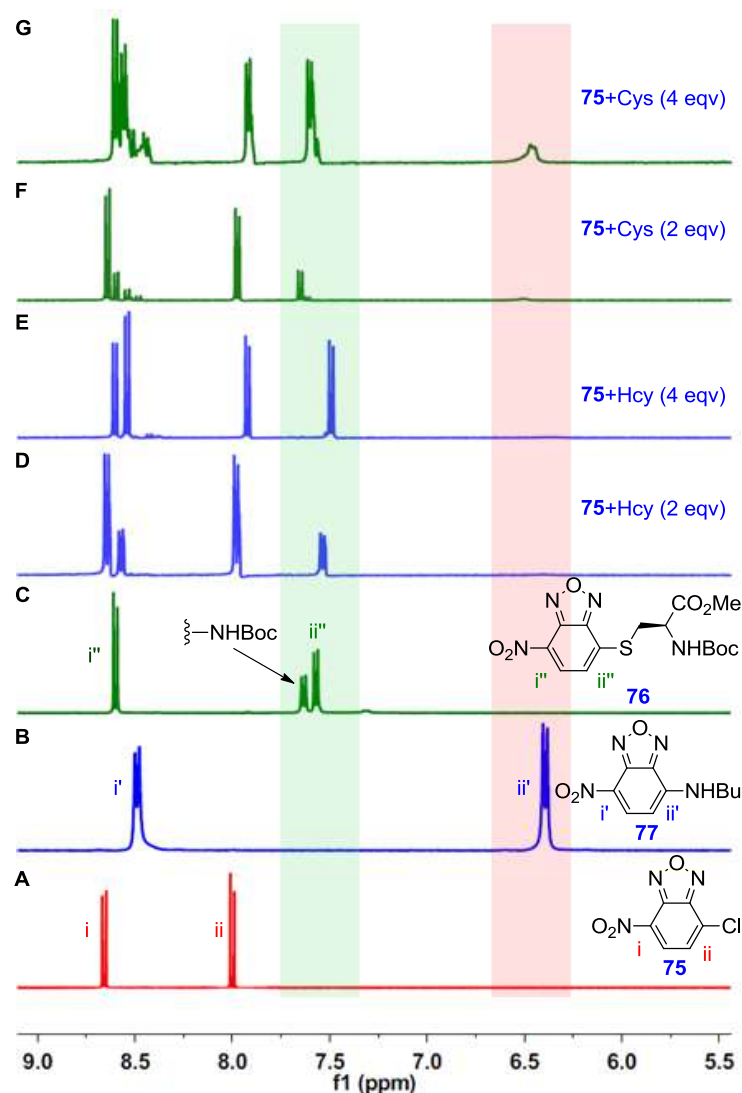 G
75+Cys (4 eqv)
F
75+Cys (2 eqv)
E
75+Hcy (4 eqv)
D
75+Hcy (2 eqv)
C
i"
NHBoc
ii"
O
N N
CO2Me
O2N
S
NHBoc
i" ii"
76
B
i'
ii'
O
N N
O2N
NHBu
i' ii'
77
A
i
ii
O
N N
O2N
Cl
i ii
75
9.0 8.5 8.0 7.5 7.0 6.5 6.0 5.5
f1 (ppm)